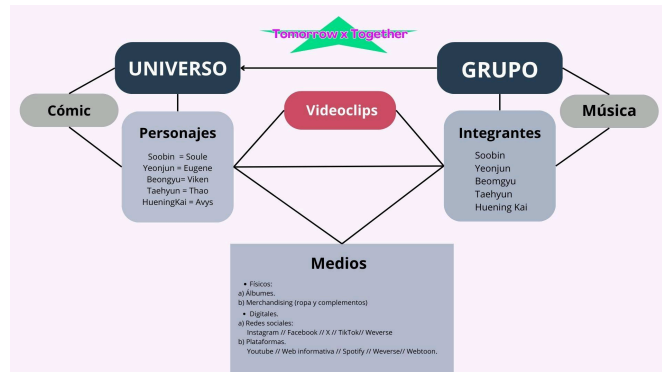 Tomorrow x Together
UNIVERSO
GRUPO
Cómic
Videoclips
Música
Personajes
Soobin = Soule
Yeonjun = Eugene
Beongyu= Viken
Taehyun = Thao
HueningKai = Avys
Integrantes
Soobin
Yeonjun
Beomgyu
Taehyun
Huening Kai
Medios
• Físicos:
a) Álbumes.
b) Merchandising (ropa y complementos)
• Digitales.
a) Redes sociales:
Instagram // Facebook // X // TikTok// Weverse
b) Plataformas.
Youtube // Web informativa // Spotify // Weverse// Webtoon.